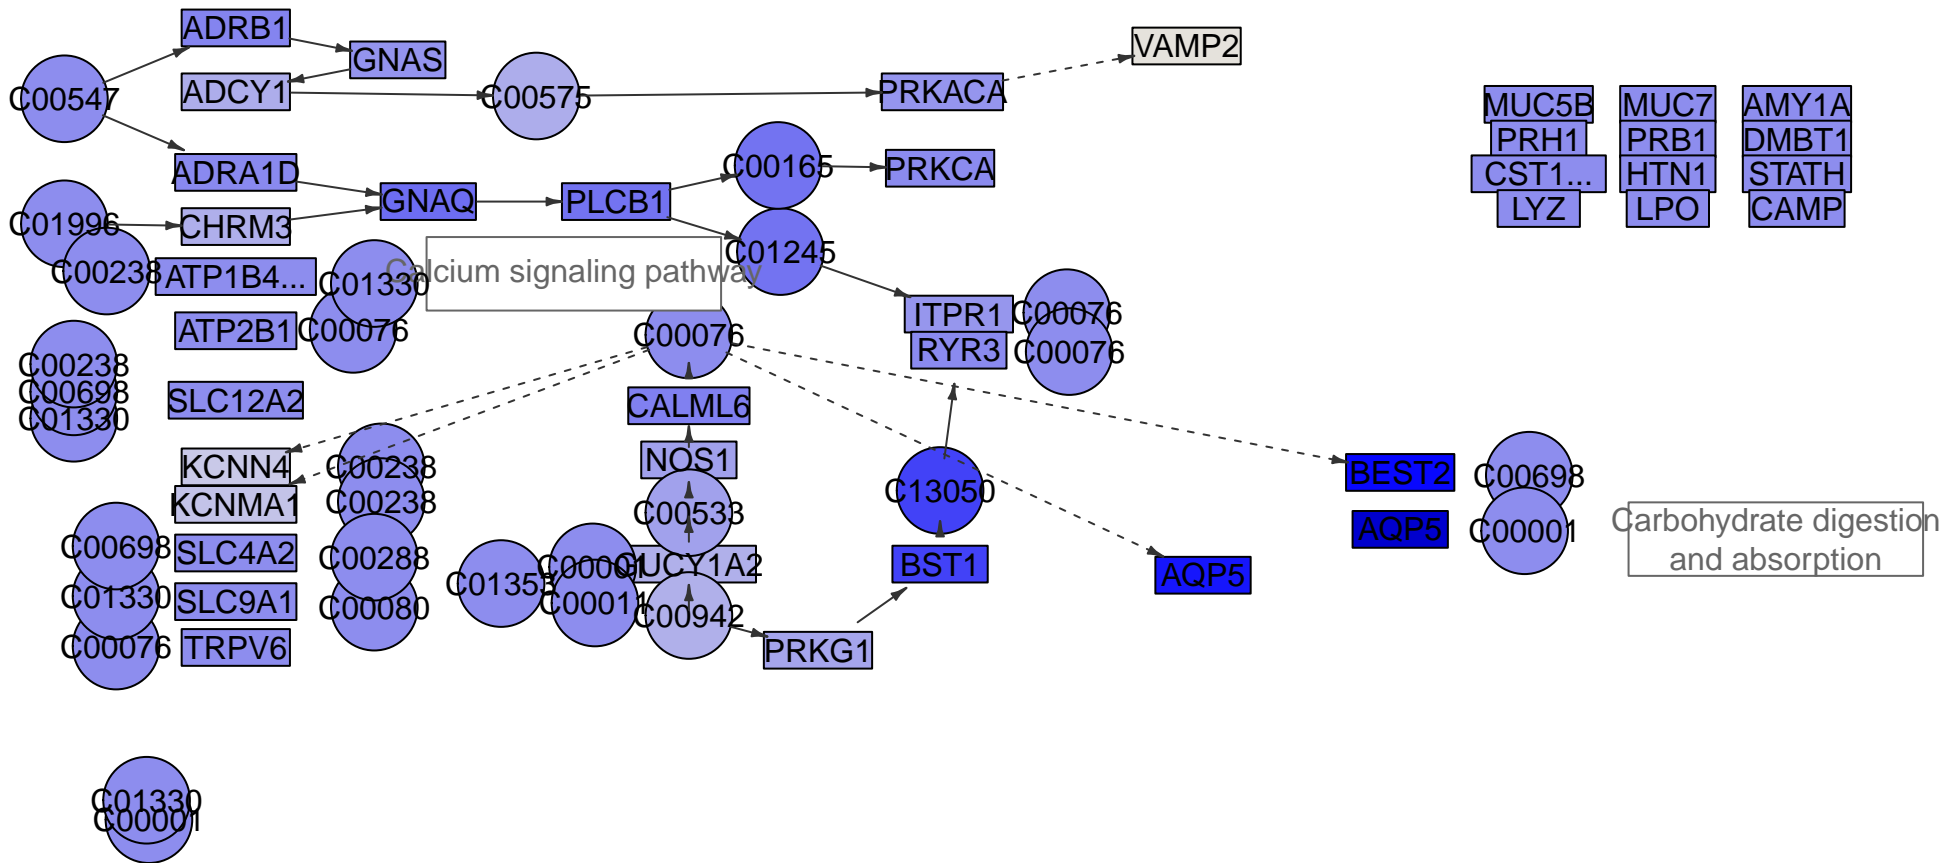 ADRB1
GNAS
VAMP2
C00547
ADCY1
C00575
PRKACA
MUC5B
MUC7
AMY1A
PRH1
PRB1
DMBT1
ADRA1D
C00165
PRKCA
CST1...
HTN1
STATH
GNAQ
PLCB1
LYZ
LPO
CAMP
C01996
CHRM3
C01245
C00238
ATP1B4...
C01330
Calcium signaling pathway
ITPR1
C00076
ATP2B1
C00076
C00076
RYR3
C00076
C00238
C00698
C01330
SLC12A2
CALML6
KCNN4
C00238
NOS1
BEST2
C00698
KCNMA1
C00238
C13050
C00533
AQP5
C00001
Carbohydrate digestion
and absorption
C00698
SLC4A2
C00288
C00001
GUCY1A2
BST1
AQP5
C01353
C01330
SLC9A1
C00080
C00011
C00942
C00076
TRPV6
PRKG1
C01330
C00001